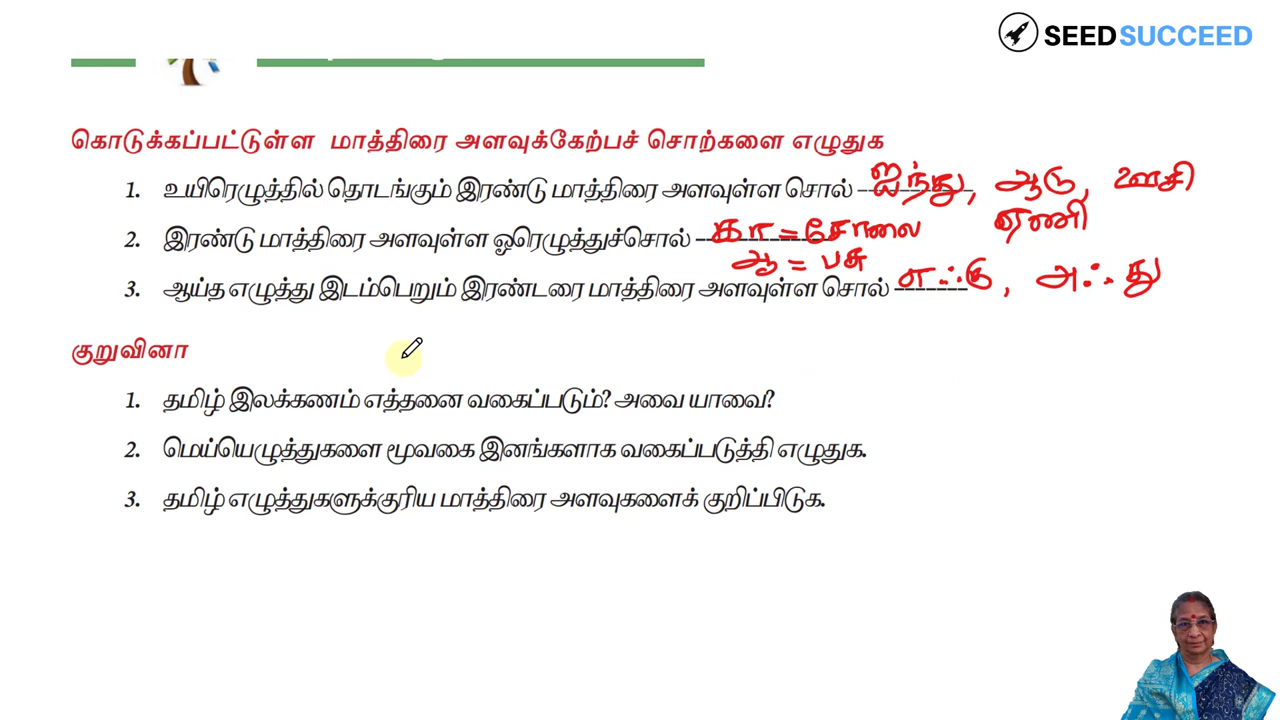 SEEDSUCCEED
கொடுக்கப்பட்டுள்ள மாத்திரை அளவுக்கேற்பச் சொற்களை எழுதுக
1. உயிரெழுத்தில் தொடங்கும் இரண்டு மாத்திரை அளவுள்ள சொல் ---------- ஐந்து, ஆடு, ஊசி
ஏணி
2. இரண்டு மாத்திரை அளவுள்ள ஓரெழுத்துச்சொல் ---------- கா = சோலை
ஆ = பசு
3. ஆய்த எழுத்து இடம்பெறும் இரண்டரை மாத்திரை அளவுள்ள சொல் ------- எஃகு, அஃது
குறுவினா
1. தமிழ் இலக்கணம் எத்தனை வகைப்படும்? அவை யாவை?
2. மெய்யெழுத்துகளை மூவகை இனங்களாக வகைப்படுத்தி எழுதுக.
3. தமிழ் எழுத்துகளுக்குரிய மாத்திரை அளவுகளைக் குறிப்பிடுக.